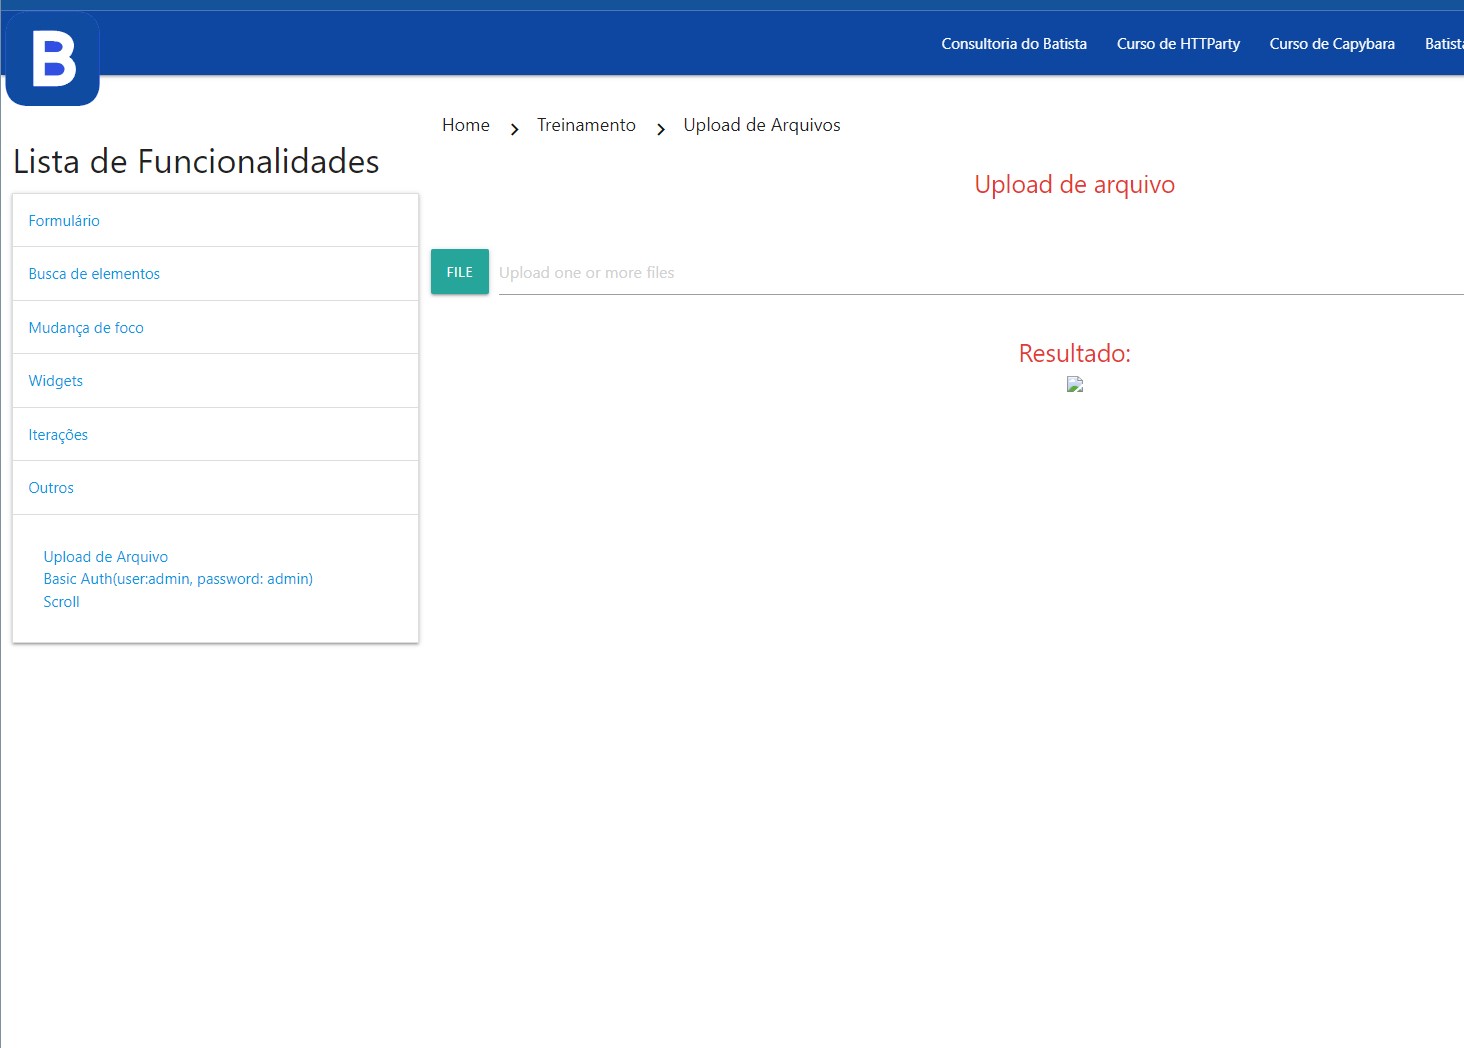 B
Consultoria do Batista
Curso de HTTParty
Curso de Capybara
Home
Treinamento
Upload de Arquivos
Lista de Funcionalidades
Formulário
Busca de elementos
Mudança de foco
Widgets
Iterações
Outros
Upload de Arquivo
Basic Auth(user:admin, password: admin)
Scroll
Upload de arquivo
FILE
Upload one or more files
Resultado: